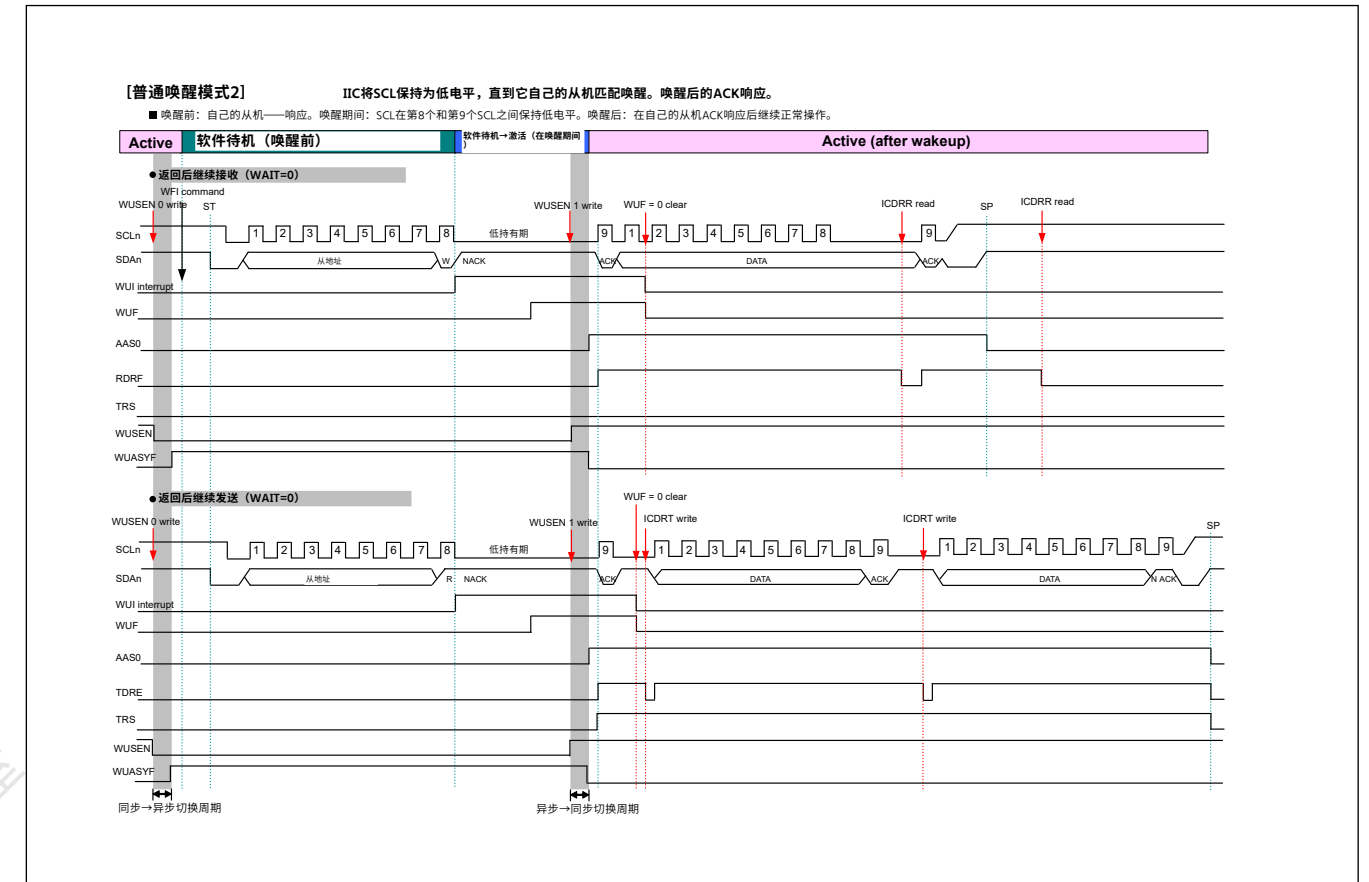 [普通唤醒模式2] IIC将SCL保持为低电平，直到它自己的从机匹配唤醒。唤醒后的ACK响应。
■ 唤醒前：自己的从机——响应。唤醒期间：SCL在第8个和第9个SCL之间保持低电平。唤醒后：在自己的从机ACK响应后继续正常操作。
Active 软件待机（唤醒前） 软件待机→激活（在唤醒期间） Active (after wakeup)
●返回后继续接收（WAIT=0）
WFI command
WUSEN 0 write ST WUSEN 1 write WUF = 0 clear ICDRR read SP ICDRR read
SCLn 1 2 3 4 5 6 7 8 低持有期 9 1 2 3 4 5 6 7 8 9
SDAn 从地址 W NACK ACK DATA ACK
WUI interrupt
WUF
AAS0
RDRF
TRS
WUSEN
WUASYF
●返回后继续发送（WAIT=0）
WUF = 0 clear
WUSEN 0 write WUSEN 1 write ICDRT write ICDRT write SP
SCLn 1 2 3 4 5 6 7 8 低持有期 9 1 2 3 4 5 6 7 8 9 1 2 3 4 5 6 7 8 9
SDAn 从地址 R NACK ACK DATA ACK DATA N ACK
WUI interrupt
WUF
AAS0
TDRE
TRS
WUSEN
WUASYF
同步→异步切换周期 异步→同步切换周期